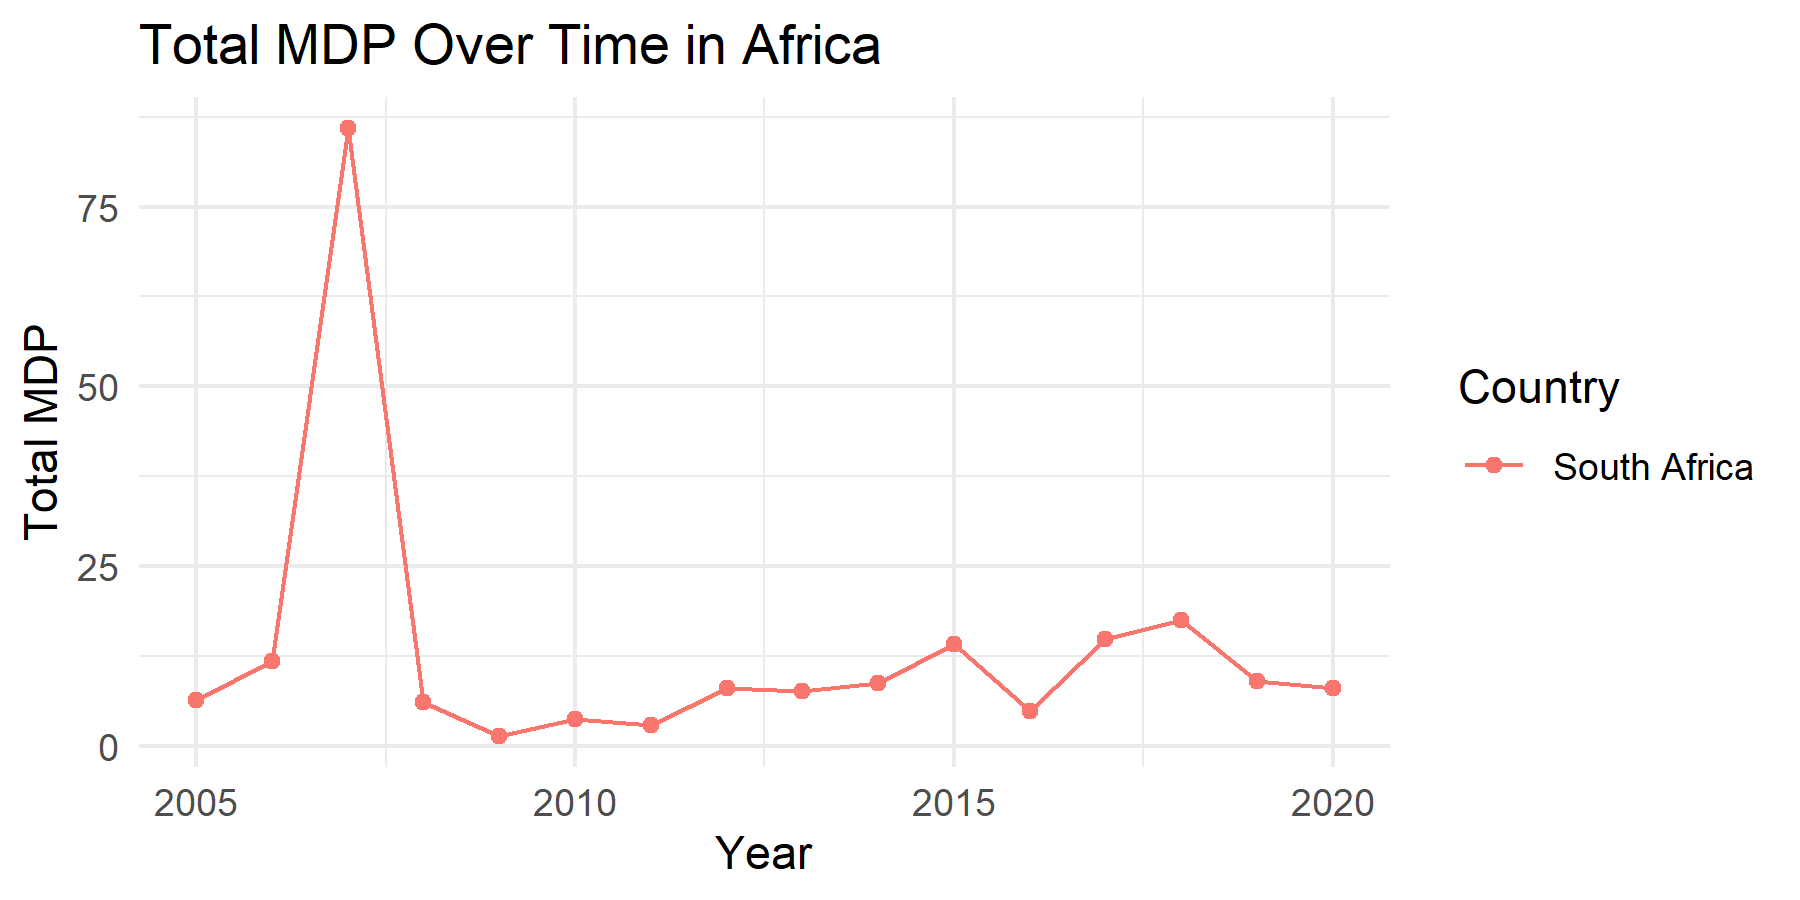 Total MDP Over Time in Africa
Total MDP
75
50
25
0
2005 2010 2015 2020
Year
Country
South Africa